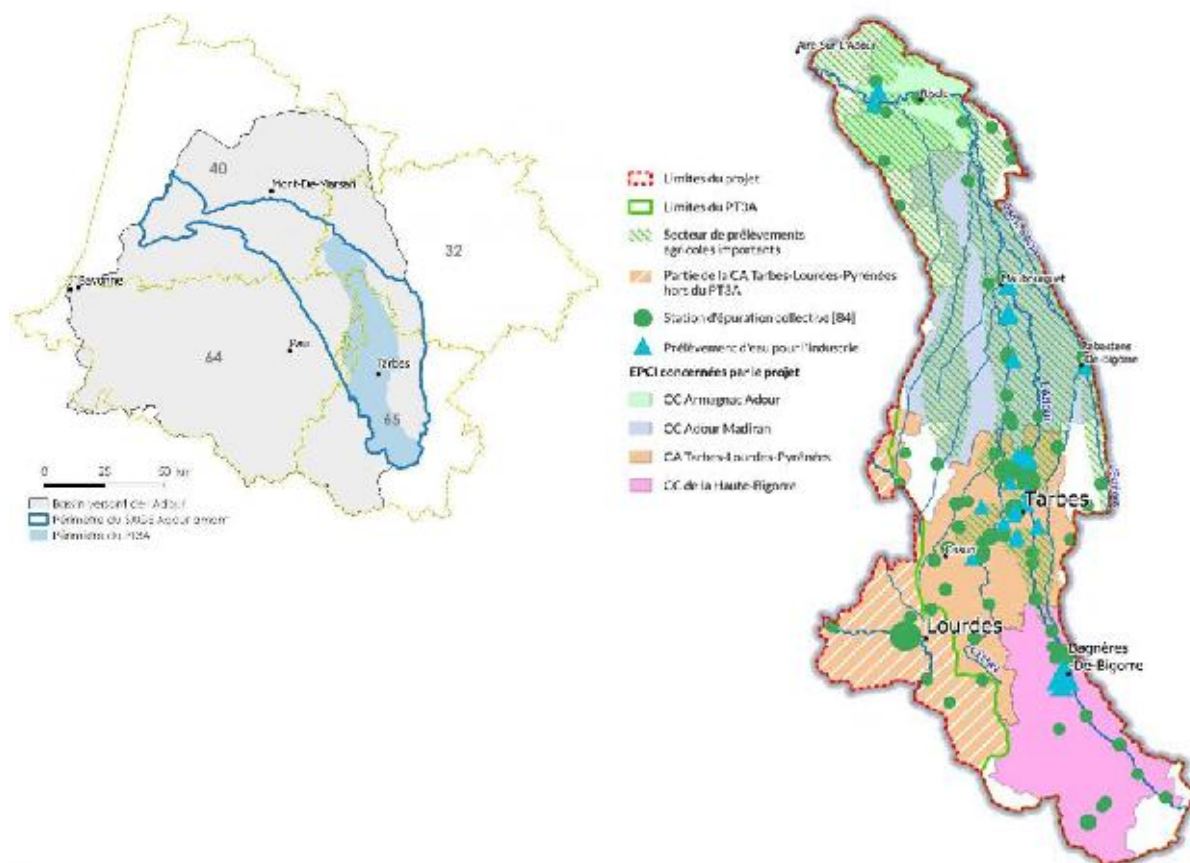 40
Mont-De-Marsan
32
Bayonne
64
Pau
Tarbes
65
0 25 50 km
Bassin versant de l'Adour
Périmètre du SAGE Adour amont
Périmètre du PT3A
Limites du projet
Limites du PT3A
Secteur de prélèvements
agricoles importants
Partie de la CA Tarbes-Lourdes-Pyrénées
hors du PT3A
Station d'épuration collective [84]
Prélèvement d'eau pour l'industrie
EPCI concernées par le projet
CC Armagnac Adour
CC Adour Madiran
CA Tarbes-Lourdes-Pyrénées
CC de la Haute-Bigorre
Aire Sur L'Adour
Riscle
Maubourguet
Rabastens
-De-Bigorre
L'Adour
Tarbes
Ossun
Lourdes
L'Echez
Bagnères
-De-Bigorre